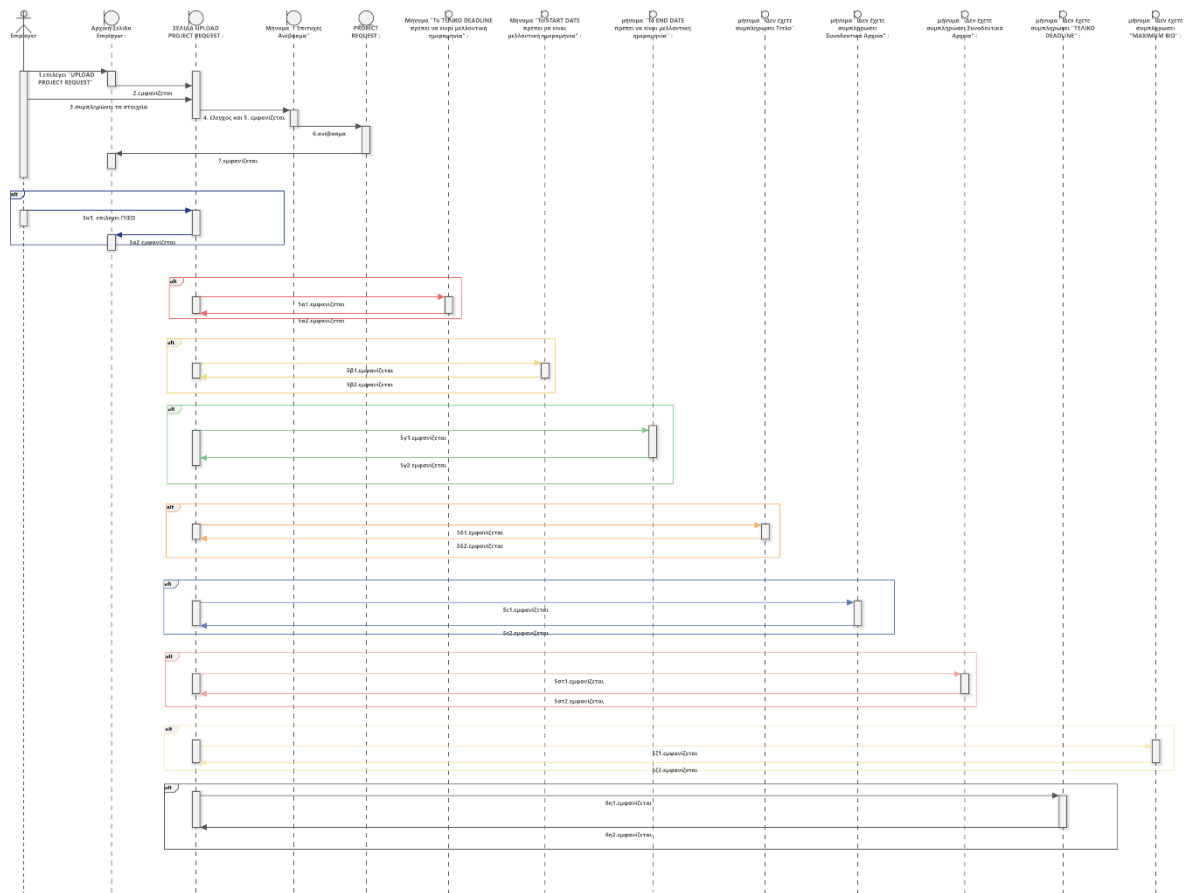 Employer
Αρχική Σελίδα
Employer :
ΣΕΛΙΔΑ UPLOAD
PROJECT REQUEST :
Μήνυμα
Ανέβασμα" :
PROJECT
REQUEST :
Μήνυμα "Το ΤΕΛΙΚΟ DEADLINE
πρέπει να είναι μελλοντική
ημερομηνία" :
Μήνυμα "Το START DATE
πρέπει να είναι
μελλοντική ημερομηνία" :
μήνυμα "Το END DATE
πρέπει να είναι μελλοντική
ημερομηνία" :
μήνυμα "Δεν έχετε
συμπληρώσει Τίτλο"
μήνυμα "Δεν έχετε
συμπληρώσει
Συνοδευτικά Αρχεία" :
μήνυμα "Δεν έχετε
συμπληρώσει Συνοδευτικά
Αρχεία" :
μήνυμα "Δεν έχετε
συμπληρώσει "ΤΕΛΙΚΟ
DEADLINE" :
μήνυμα "Δεν έχετε
συμπληρώσει
"MAXIMUM BID" :
1.επιλέγει "UPLOAD
PROJECT REQUEST"
2.εμφανίζεται
3.συμπληρώνει τα στοιχεία
4. έλεγχος και 5. εμφανίζεται
6.ανέβασμα
7.εμφανίζεται
alt
επιλέγει ΠΙΣΩ
5α2.εμφανίζεται
alt
5α1.εμφανίζεται
5α2.εμφανίζεται
alt
5β1.εμφανίζεται
5β2.εμφανίζεται
alt
5γ1.εμφανίζεται
5γ2.εμφανίζεται
alt
5δ1.εμφανίζεται
5δ2.εμφανίζεται
alt
5ε1.εμφανίζεται
5ε2.εμφανίζεται
alt
5στ1.εμφανίζεται
5στ2.εμφανίζεται
alt
5ζ1.εμφανίζεται
5ζ2.εμφανίζεται
alt
6η1.εμφανίζεται
6η2.εμφανίζεται